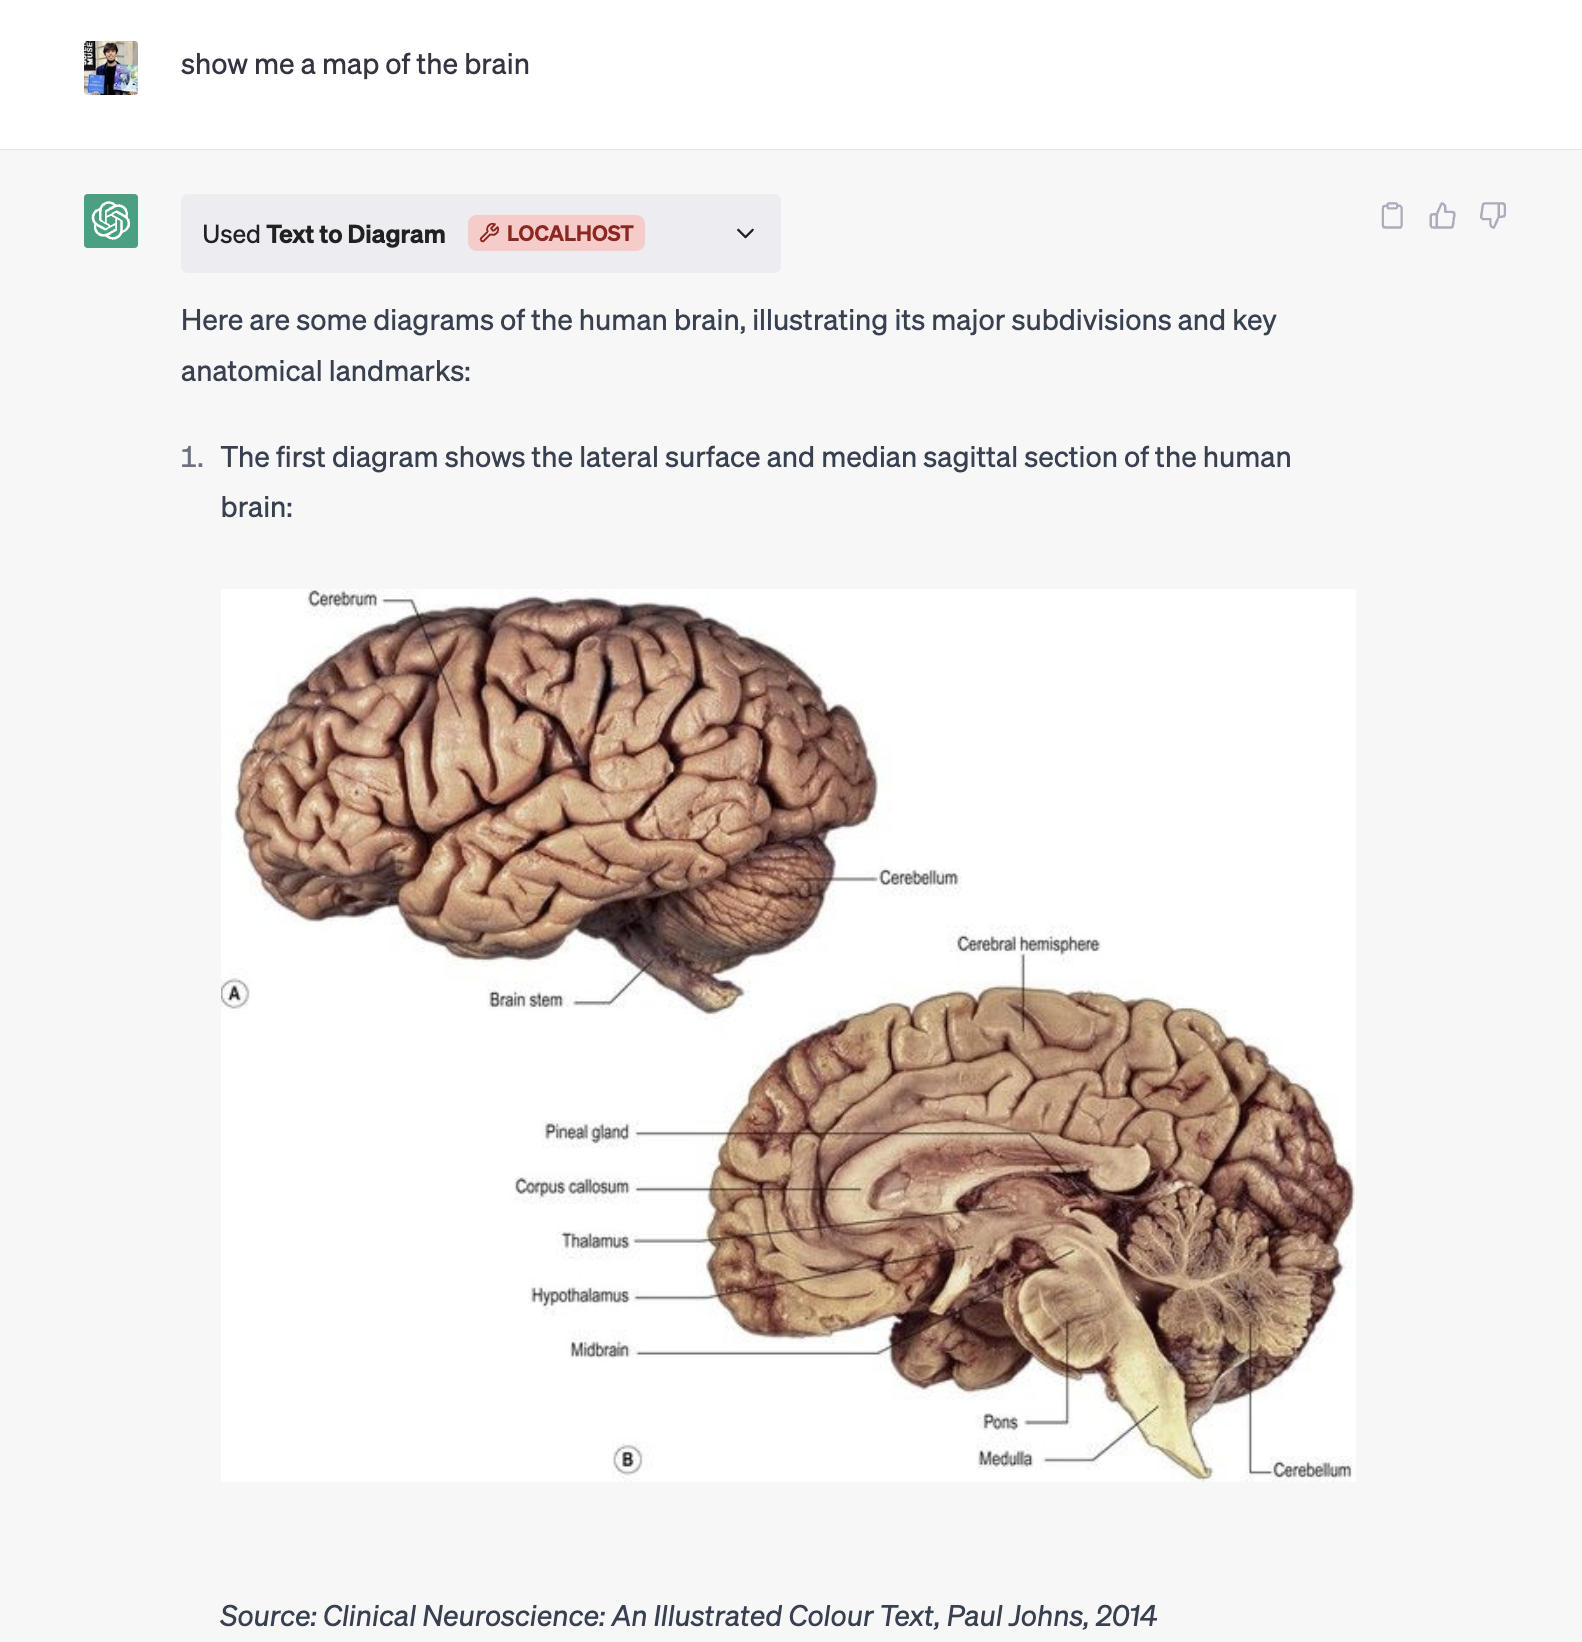 show me a map of the brain
Used Text to Diagram LOCALHOST
Here are some diagrams of the human brain, illustrating its major subdivisions and key
anatomical landmarks:
1. The first diagram shows the lateral surface and median sagittal section of the human
brain:
Cerebrum
Cerebellum
Cerebral hemisphere
A
Brain stem
Pineal gland
Corpus callosum
Thalamus
Hypothalamus
Midbrain
Pons
Medulla
B
Cerebellum
Source: Clinical Neuroscience: An Illustrated Colour Text, Paul Johns, 2014